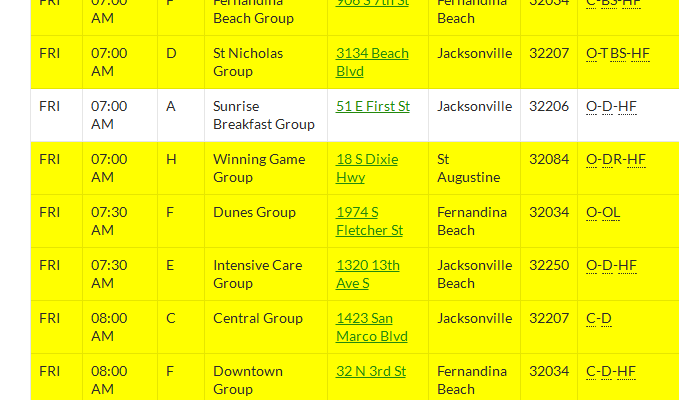 FRI 07:00 F Fernandina 906 S 7th St Fernandina 32034 C-BS-HF
AM Beach Group Beach
FRI 07:00 D St Nicholas 3134 Beach Jacksonville 32207 O-TBS-HF
AM Group Blvd
FRI 07:00 A Sunrise 51 E First St Jacksonville 32206 O-D-HF
AM Breakfast Group
FRI 07:00 H Winning Game 18 S Dixie St 32084 O-DR-HF
AM Group Hwy Augustine
FRI 07:30 F Dunes Group 1974 S Fernandina 32034 O-OL
AM Fletcher St Beach
FRI 07:30 E Intensive Care 1320 13th Jacksonville 32250 O-D-HF
AM Group Ave S Beach
FRI 08:00 C Central Group 1423 San Jacksonville 32207 C-D
AM Marco Blvd
FRI 08:00 F Downtown 32 N 3rd St Fernandina 32034 C-D-HF
AM Group Beach